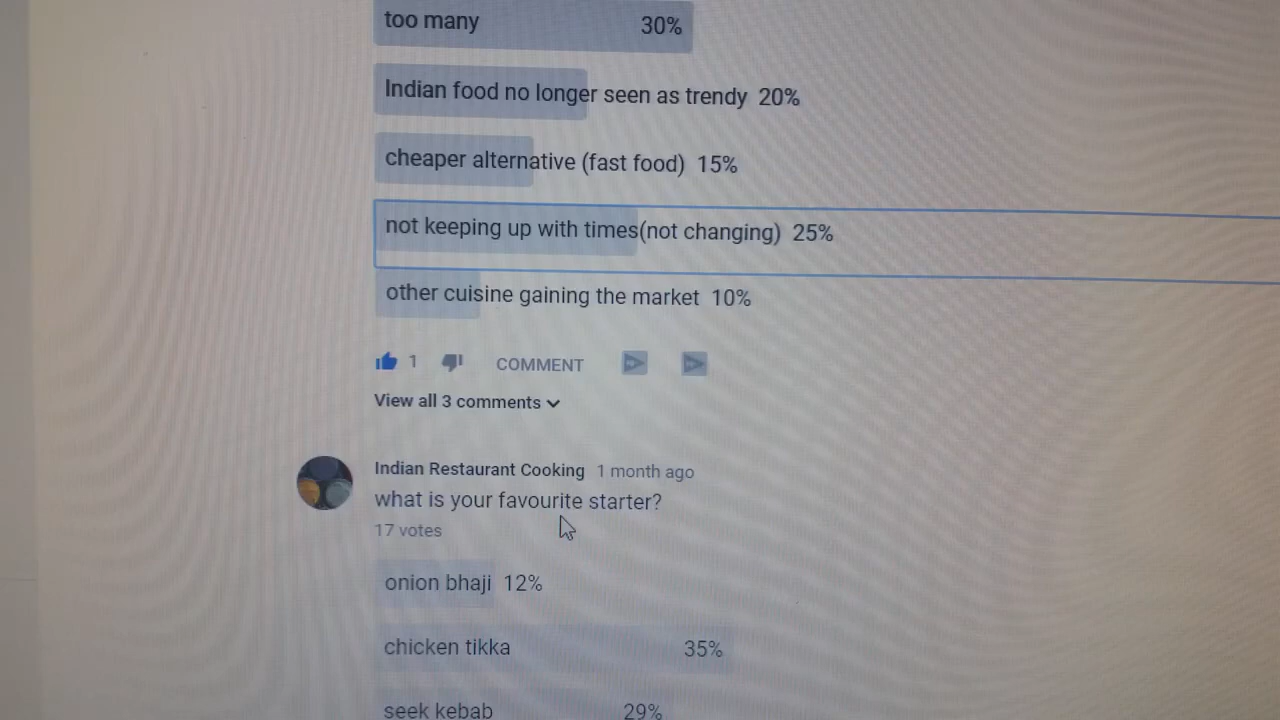 too many 30%
Indian food no longer seen as trendy 20%
cheaper alternative (fast food) 15%
not keeping up with times(not changing) 25%
other cuisine gaining the market 10%
1 COMMENT
View all 3 comments
Indian Restaurant Cooking 1 month ago
what is your favourite starter?
17 votes
onion bhaji 12%
chicken tikka 35%
seek kebab 29%